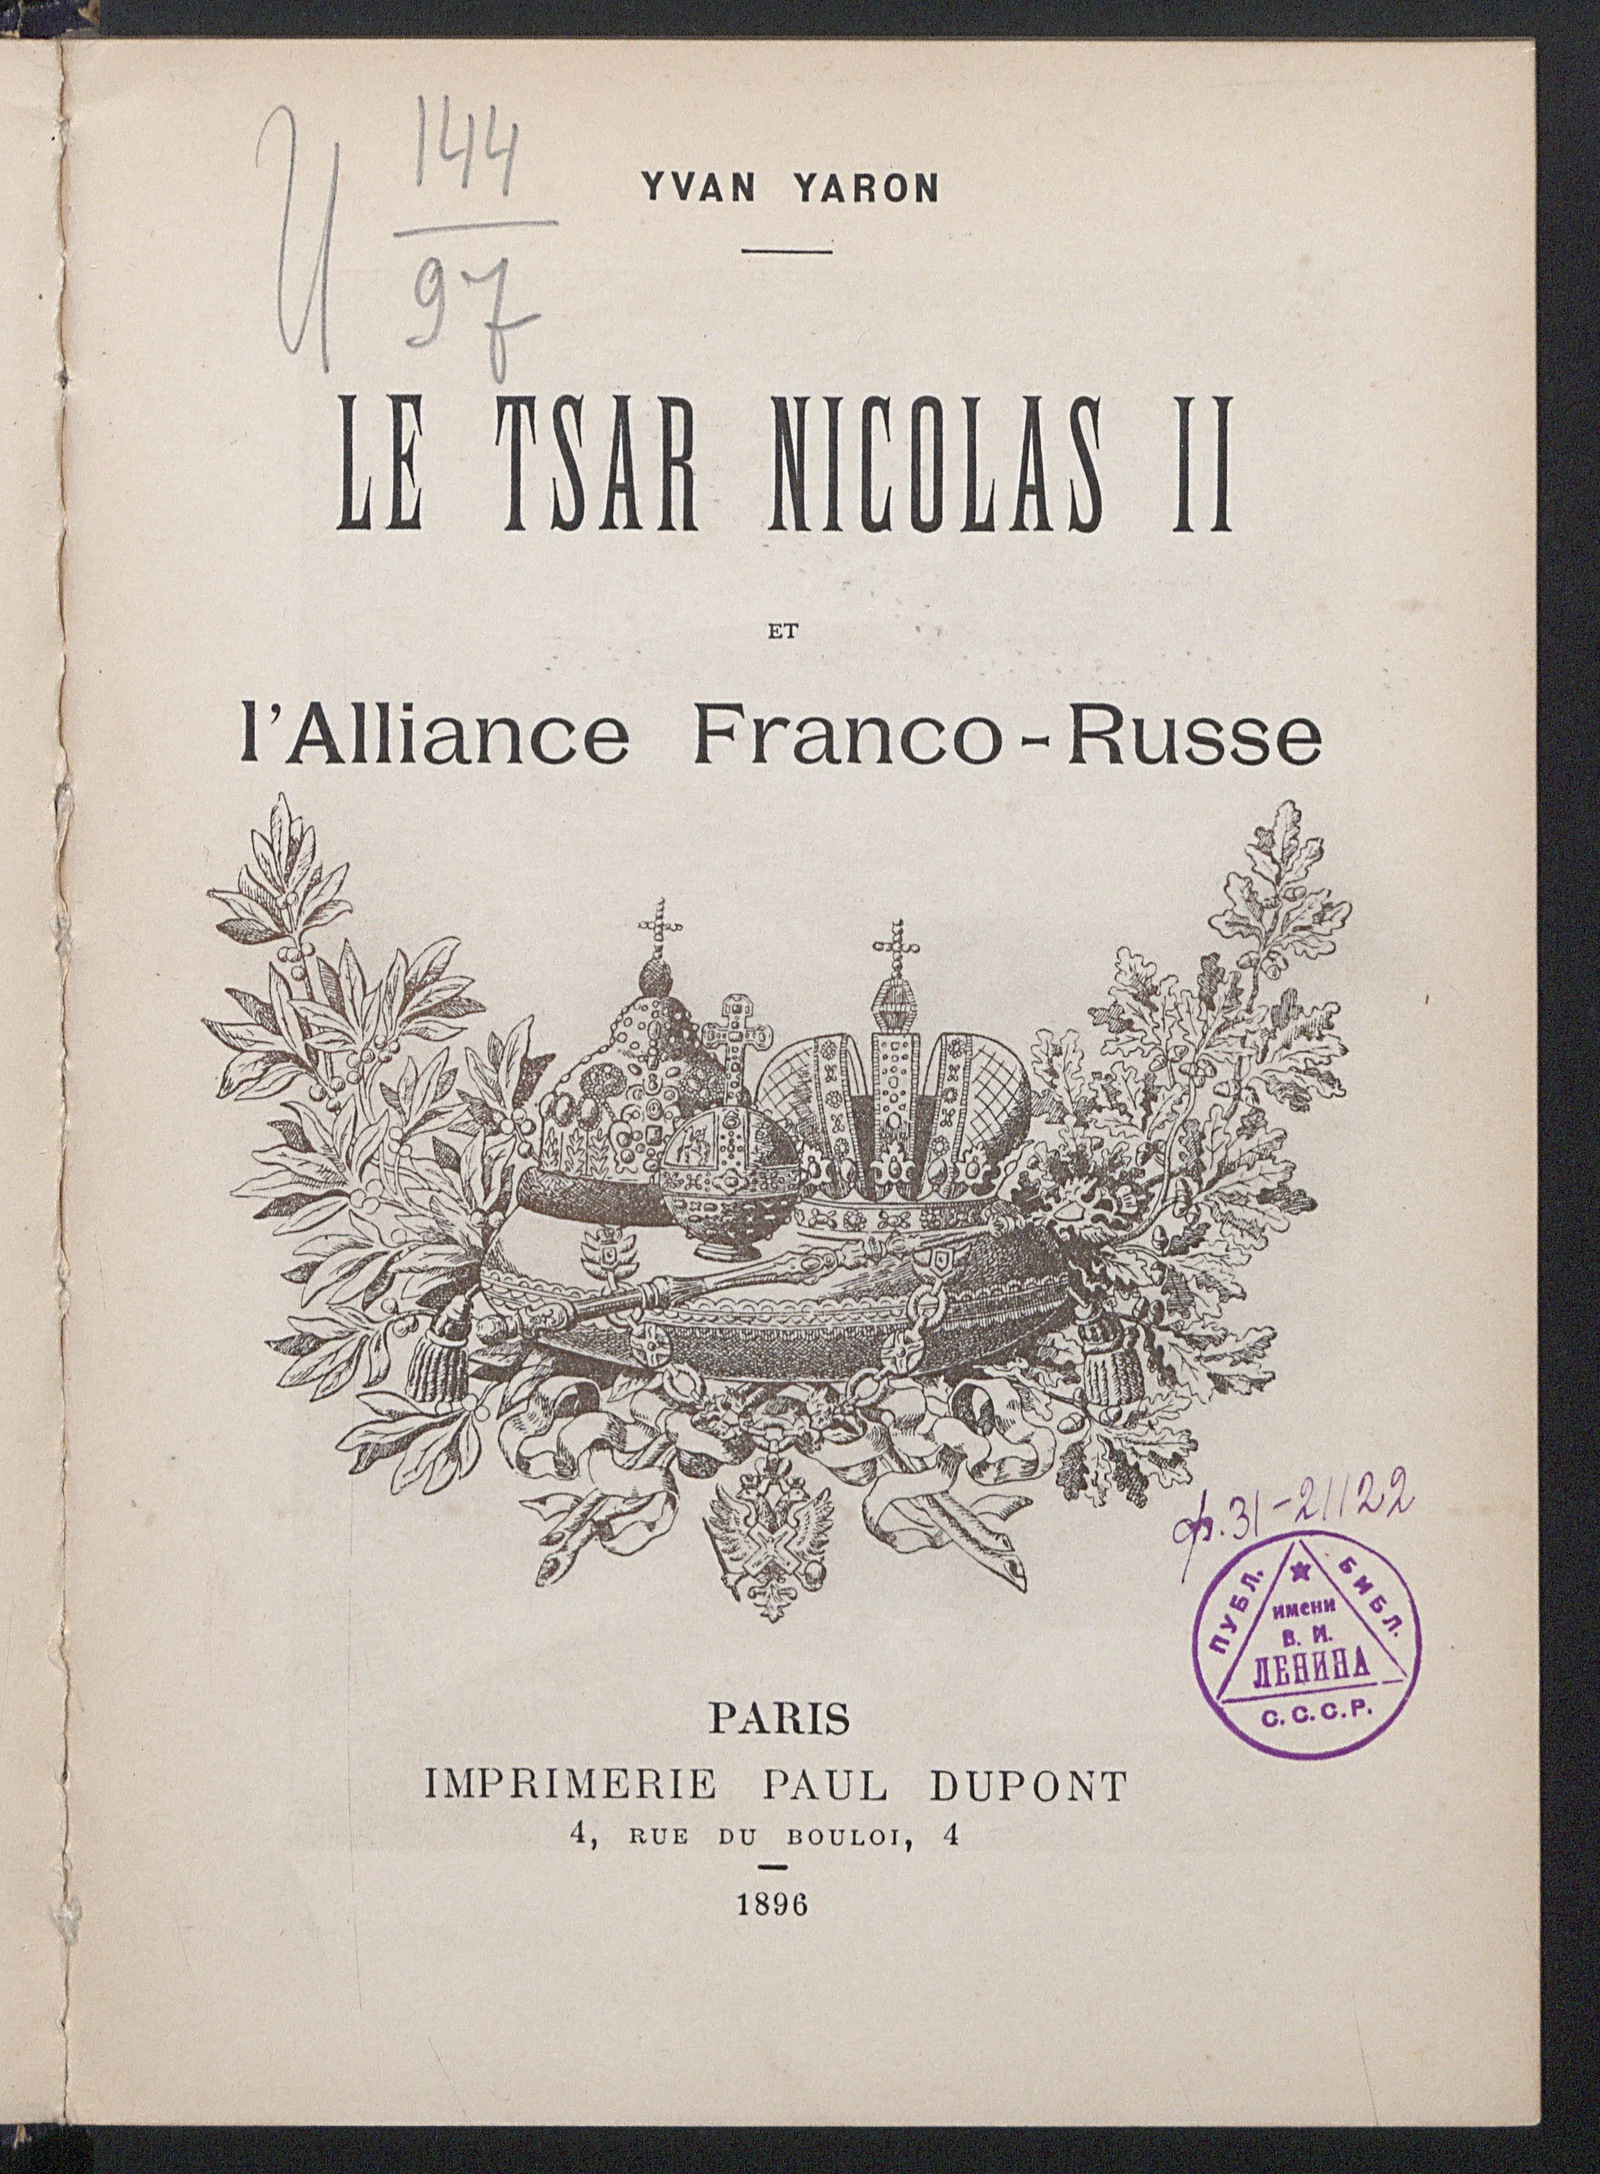 И 144
97
YVAN YARON
LE TSAR NICOLAS II
ET
l'Alliance Franco-Russe
ф. 31-21122
ПУБЛ. БИБЛ.
имени
В. И.
ЛЕНИНА
С. С. С. Р.
PARIS
IMPRIMERIE PAUL DUPONT
4, RUE DU BOULOI, 4
1896